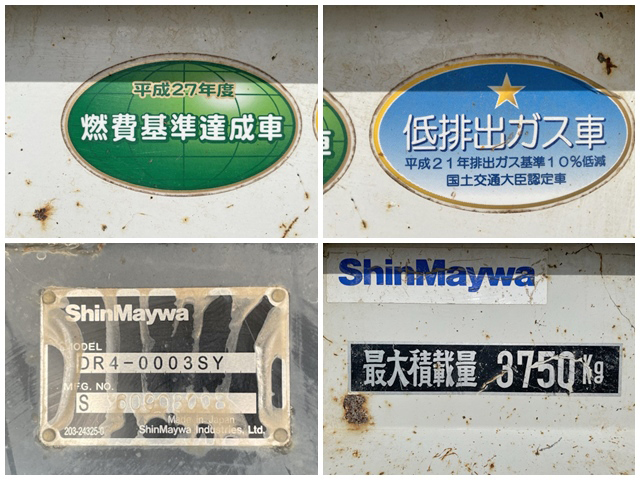 平成27年度
燃費基準達成車
車
低排出ガス車
平成21年排出ガス基準10%低減
国土交通大臣認定車
ShinMaywa
MODEL
DR4-0003SY
MFG. NO.
S
Made in Japan
203-24325-S ShinMaywa Industries, Ltd.
ShinMaywa
最大積載量 3750Kg